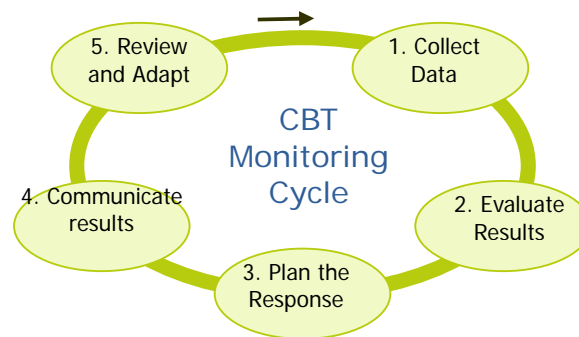 CBT
Monitoring
Cycle
1. Collect
Data
2. Evaluate
Results
3. Plan the
Response
4. Communicate
results
5. Review
and Adapt